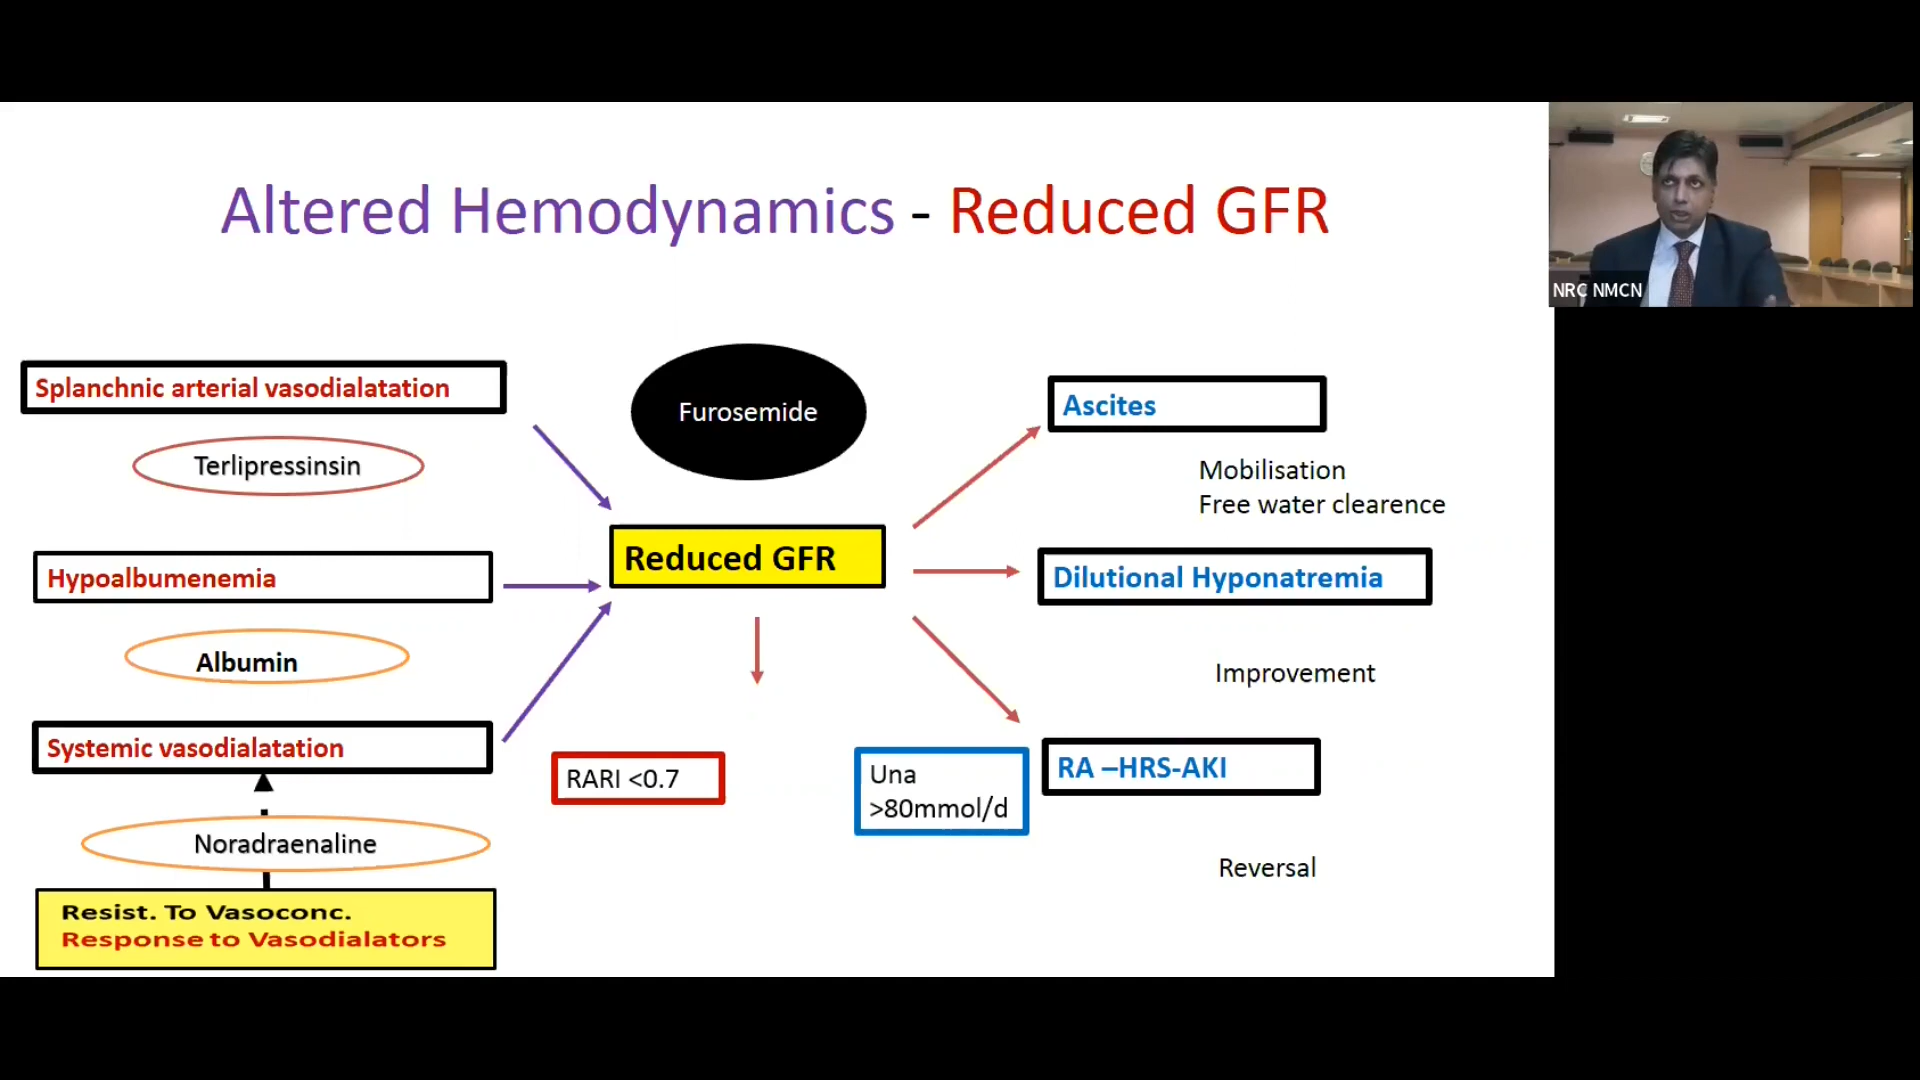 Altered Hemodynamics - Reduced GFR
NRC NMCN
Splanchnic arterial vasodialatation
Terlipressinsin
Hypoalbumenemia
Albumin
Systemic vasodialatation
Noradraenaline
Resist. To Vasoconc.
Response to Vasodialators
Furosemide
Reduced GFR
RARI <0.7
Una
>80mmol/d
Ascites
Mobilisation
Free water clearence
Dilutional Hyponatremia
Improvement
RA –HRS-AKI
Reversal